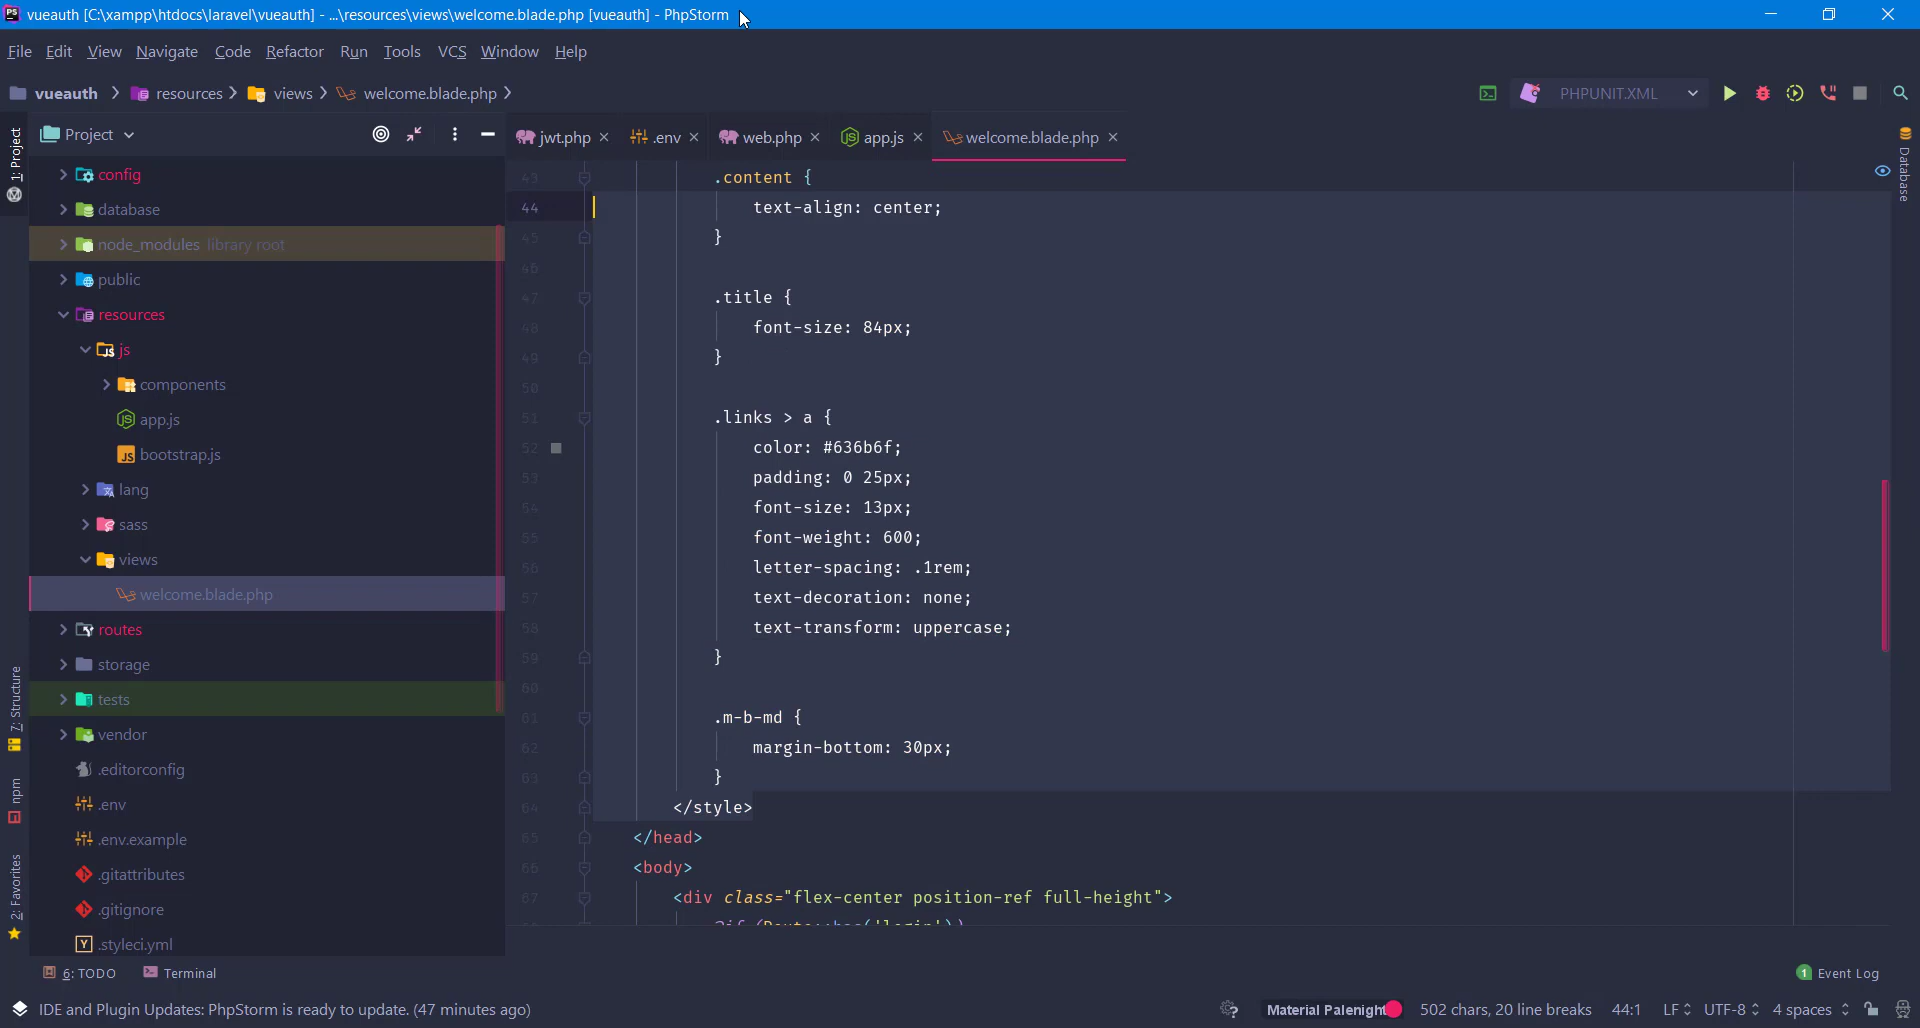 vueauth [C:\xampp\htdocs\laravel\vueauth] - ...\resources\views\welcome.blade.php [vueauth] - PhpStorm
File Edit View Navigate Code Refactor Run Tools VCS Window Help
vueauth resources views welcome.blade.php PHPUNIT.XML
Project
jwt.php .env web.php app.js welcome.blade.php
1: Project
7: Structure
npm
2: Favorites
Database
config
database
node_modules library root
public
resources
js
components
app.js
bootstrap.js
lang
sass
views
welcome.blade.php
routes
storage
tests
vendor
.editorconfig
.env
.env.example
.gitattributes
.gitignore
.styleci.yml
43 .content {
44 text-align: center;
45 }
46
47 .title {
48 font-size: 84px;
49 }
50
51 .links > a {
52 color: #636b6f;
53 padding: 0 25px;
54 font-size: 13px;
55 font-weight: 600;
56 letter-spacing: .1rem;
57 text-decoration: none;
58 text-transform: uppercase;
59 }
60
61 .m-b-md {
62 margin-bottom: 30px;
63 }
64 </style>
65 </head>
66 <body>
67 <div class="flex-center position-ref full-height">
6: TODO Terminal
1 Event Log
IDE and Plugin Updates: PhpStorm is ready to update. (47 minutes ago)
Material Palenight 502 chars, 20 line breaks 44:1 LF UTF-8 4 spaces